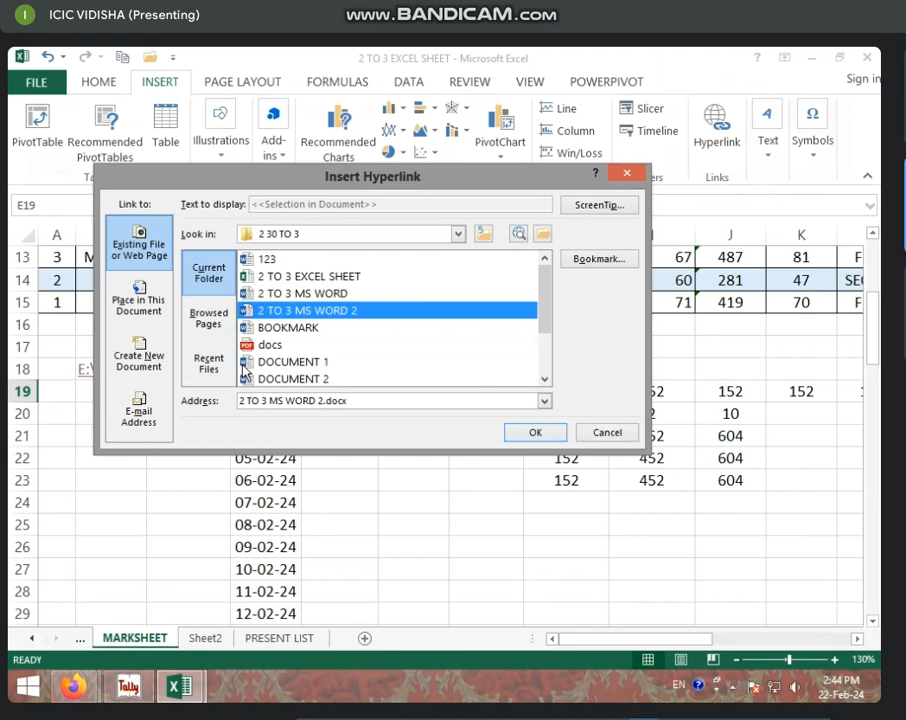 I ICIC VIDISHA (Presenting)
www.BANDICAM.com
2 TO 3 EXCEL SHEET - Microsoft Excel
FILE HOME INSERT PAGE LAYOUT FORMULAS DATA REVIEW VIEW POWERPIVOT Sign in
PivotTable Recommended PivotTables Table Illustrations Add-ins Recommended Charts PivotChart Line Column Win/Loss Slicer Timeline Hyperlink Text Symbols
Links
E19
Insert Hyperlink
Link to: Text to display: <<Selection in Document>> ScreenTip...
Existing File or Web Page
Look in: 2 30 TO 3
Place in This Document
Create New Document
E-mail Address
Current Folder
Browsed Pages
Recent Files
123
2 TO 3 EXCEL SHEET
2 TO 3 MS WORD
2 TO 3 MS WORD 2
BOOKMARK
docs
DOCUMENT 1
DOCUMENT 2
Bookmark...
Address: 2 TO 3 MS WORD 2.docx
OK Cancel
A J K
13 3 67 487 81 F
14 2 60 281 47 SEC
15 1 71 419 70 F
16
17
18 E:\
19 152 152
20 10
21 604
22 05-02-24 152 452 604
23 06-02-24 152 452 604
24 07-02-24
25 08-02-24
26 09-02-24
27 10-02-24
28 11-02-24
29 12-02-24
... MARKSHEET Sheet2 PRESENT LIST
READY 130%
Tally EN 2:44 PM
22-Feb-24